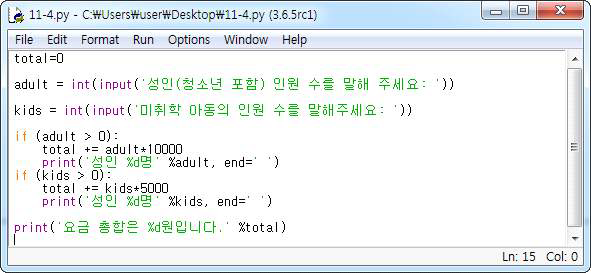 11-4.py - C:₩Users₩user₩Desktop₩11-4.py (3.6.5rc1)
File Edit Format Run Options Window Help
total=0
adult = int(input('성인(청소년 포함) 인원 수를 말해 주세요: '))
kids = int(input('미취학 아동의 인원 수를 말해주세요: '))
if (adult > 0):
    total += adult*10000
    print('성인 %d명' %adult, end=' ')
if (kids > 0):
    total += kids*5000
    print('성인 %d명' %kids, end=' ')
print('요금 총합은 %d원입니다.' %total)
Ln: 15 Col: 0